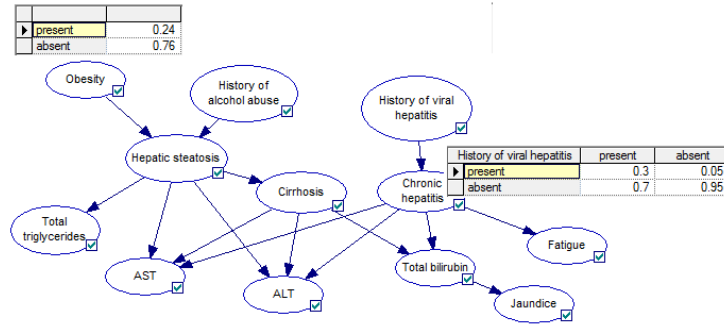 present 0.24
absent 0.76
Obesity
History of
alcohol abuse
History of viral
hepatitis
Hepatic steatosis
History of viral hepatitis present absent
present 0.3 0.05
absent 0.7 0.95
Cirrhosis
Chronic
hepatitis
Total
triglycerides
Fatigue
AST
ALT
Total bilirubin
Jaundice